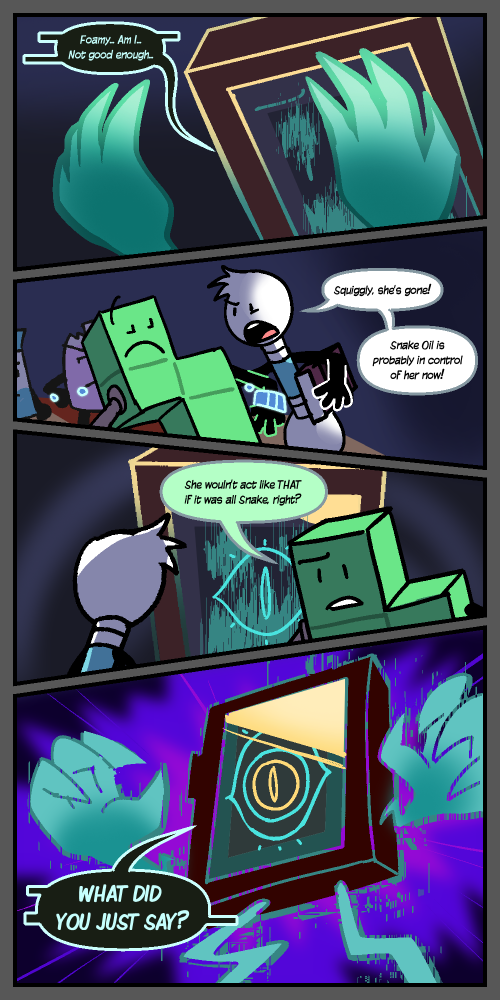 Foamy... Am I...
Not good enough...
Squiggly, she's gone!
Snake Oil is
probably in control
of her now!
She wouln't act like THAT
if it was all Snake, right?
WHAT DID
YOU JUST SAY?